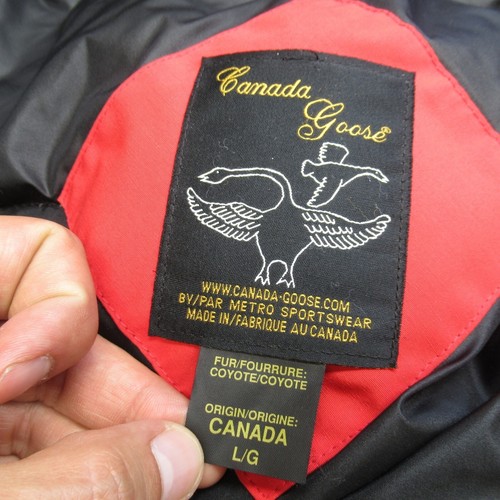 Canada
Goose®
WWW.CANADA-GOOSE.COM
BY/PAR METRO SPORTSWEAR
MADE IN/FABRIQUE AU CANADA
FUR/FOURRURE:
COYOTE/COYOTE
ORIGIN/ORIGINE:
CANADA
L/G